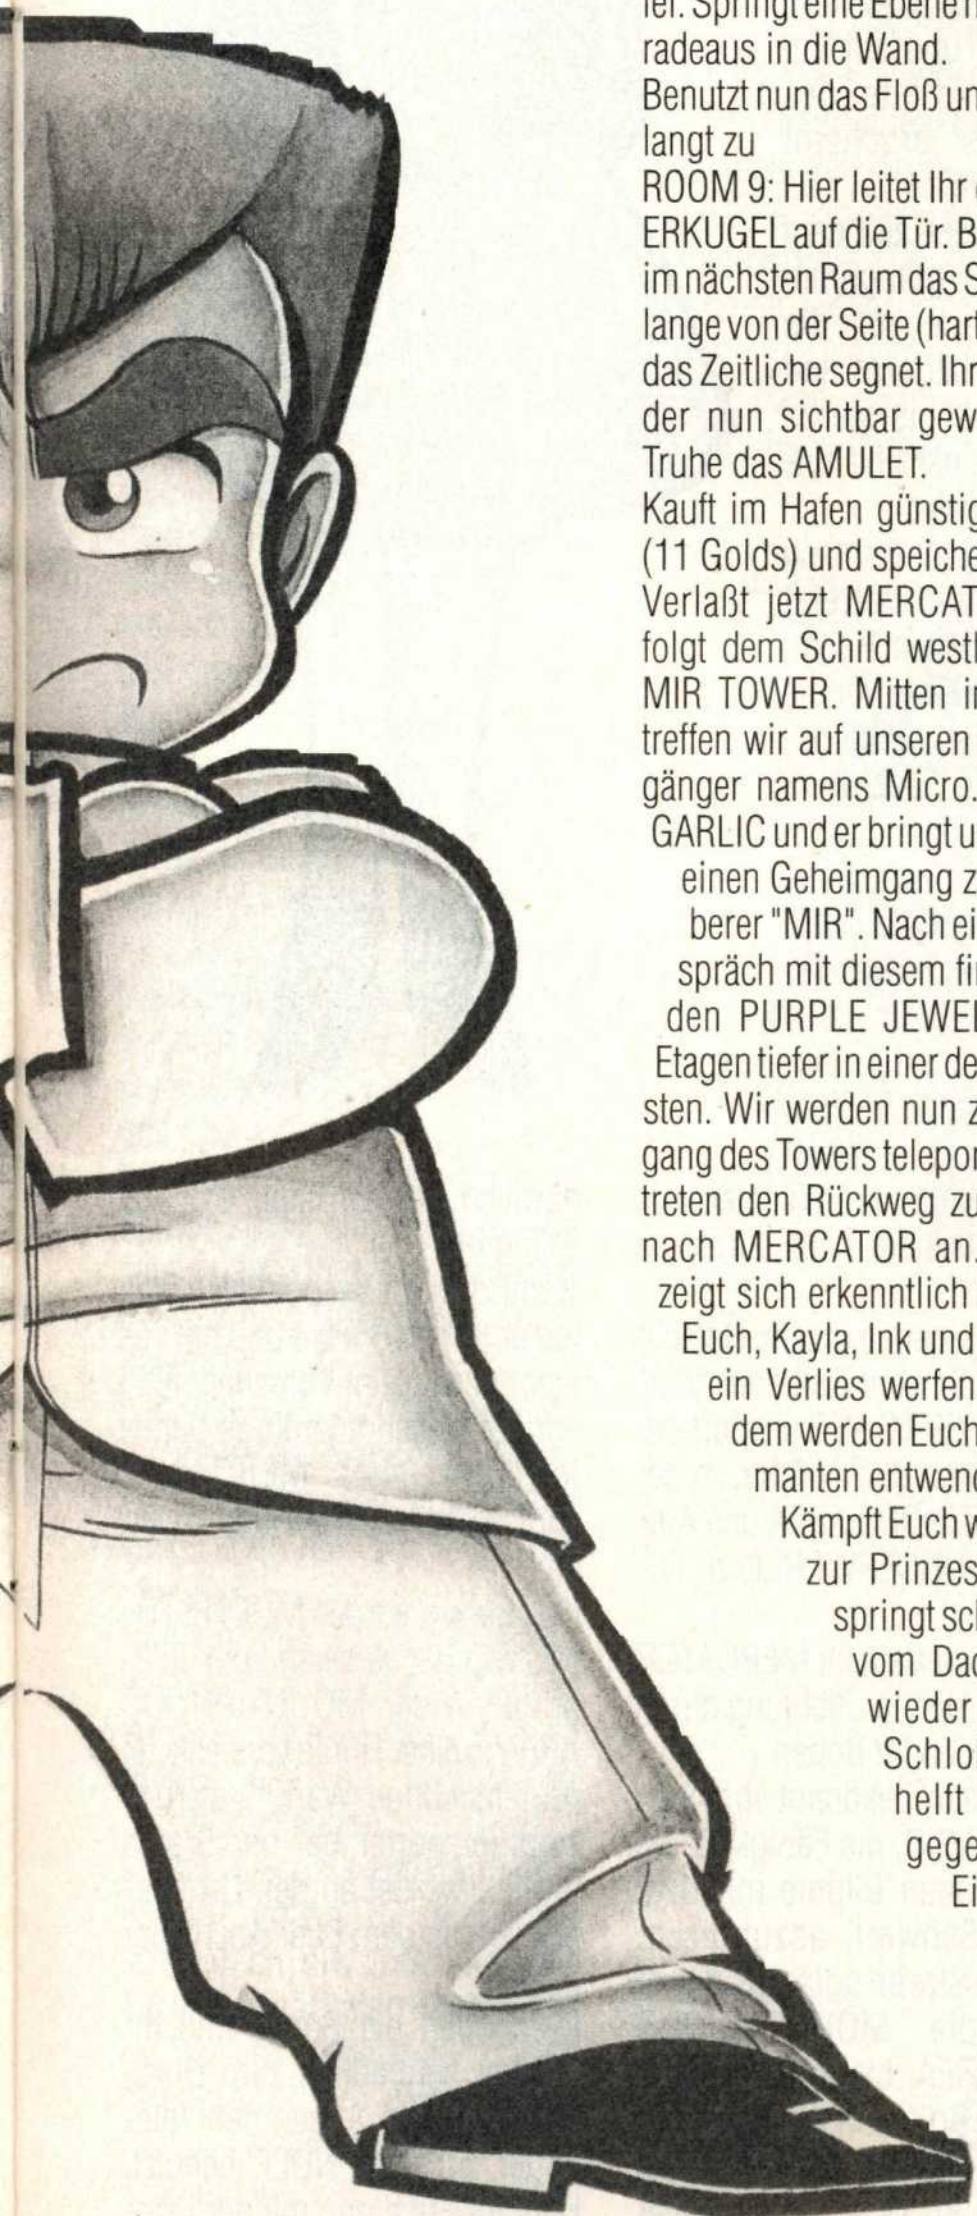 ier. Springt eine Ebene
radeaus in die Wand.
Benutzt nun das Floß un
langt zu
ROOM 9: Hier leitet Ihr
ERKUGEL auf die Tür. B
im nächsten Raum das S
lange von der Seite (har
das Zeitliche segnet. Ihr
der nun sichtbar gew
Truhe das AMULET.
Kauft im Hafen günstig
(11 Golds) und speiche
Verlaßt jetzt MERCAT
folgt dem Schild westl
MIR TOWER. Mitten i
treffen wir auf unseren
gänger namens Micro.
GARLIC und er bringt u
einen Geheimgang z
berer "MIR". Nach ei
spräch mit diesem fi
den PURPLE JEWEL
Etagen tiefer in einer de
sten. Wir werden nun z
gang des Towers telepor
treten den Rückweg zu
nach MERCATOR an.
zeigt sich erkenntlich
Euch, Kayla, Ink und
ein Verlies werfen
dem werden Euch
manten entwend
Kämpft Euch w
zur Prinzes
springt sch
vom Dac
wieder
Schlo
helft
gege
Ei